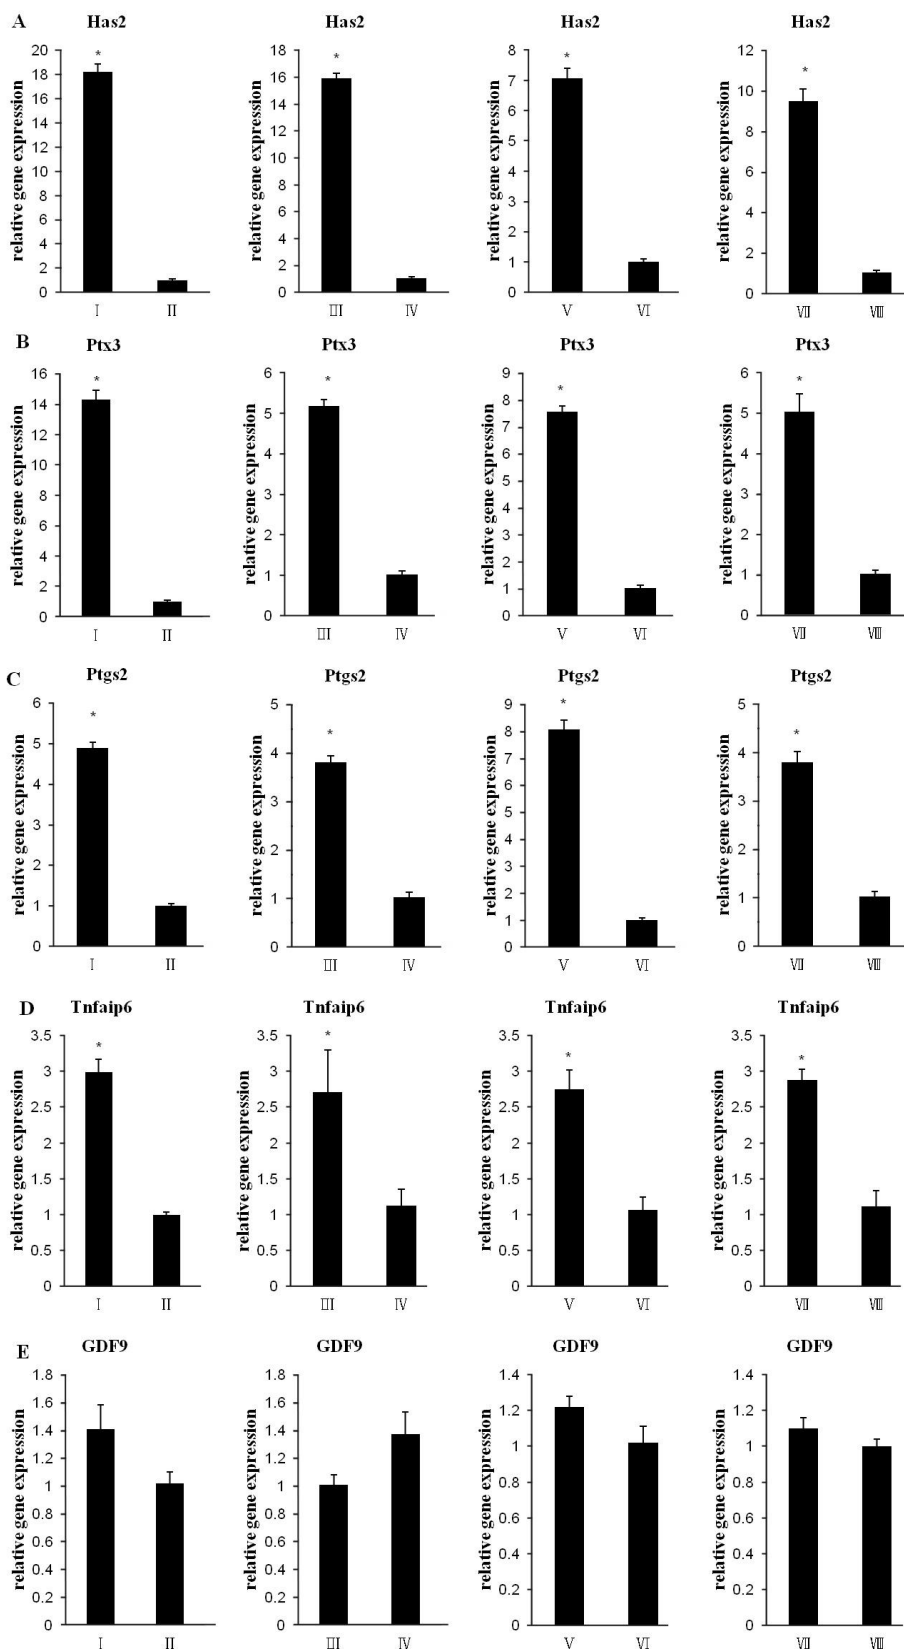 A Has2 Has2 Has2 Has2
relative gene expression relative gene expression relative gene expression relative gene expression
20 18 16 14 12 10 8 6 4 2 0
18 16 14 12 10 8 6 4 2 0
8 7 6 5 4 3 2 1 0
12 10 8 6 4 2 0
* * * *
I II III IV V VI VII VIII
B Ptx3 Ptx3 Ptx3 Ptx3
relative gene expression relative gene expression relative gene expression relative gene expression
16 14 12 10 8 6 4 2 0
6 5 4 3 2 1 0
9 8 7 6 5 4 3 2 1 0
6 5 4 3 2 1 0
* * * *
I II III IV V VI VII VIII
C Ptgs2 Ptgs2 Ptgs2 Ptgs2
relative gene expression relative gene expression relative gene expression relative gene expression
6 5 4 3 2 1 0
5 4 3 2 1 0
9 8 7 6 5 4 3 2 1 0
5 4 3 2 1 0
* * * *
I II III IV V VI VII VIII
D Tnfaip6 Tnfaip6 Tnfaip6 Tnfaip6
relative gene expression relative gene expression relative gene expression relative gene expression
3.5 3 2.5 2 1.5 1 0.5 0
3.5 3 2.5 2 1.5 1 0.5 0
3.5 3 2.5 2 1.5 1 0.5 0
3.5 3 2.5 2 1.5 1 0.5 0
* * * *
I II III IV V VI VII VIII
E GDF9 GDF9 GDF9 GDF9
relative gene expression relative gene expression relative gene expression relative gene expression
1.8 1.6 1.4 1.2 1 0.8 0.6 0.4 0.2 0
1.8 1.6 1.4 1.2 1 0.8 0.6 0.4 0.2 0
1.4 1.2 1 0.8 0.6 0.4 0.2 0
1.4 1.2 1 0.8 0.6 0.4 0.2 0
I II III IV V VI VII VIII